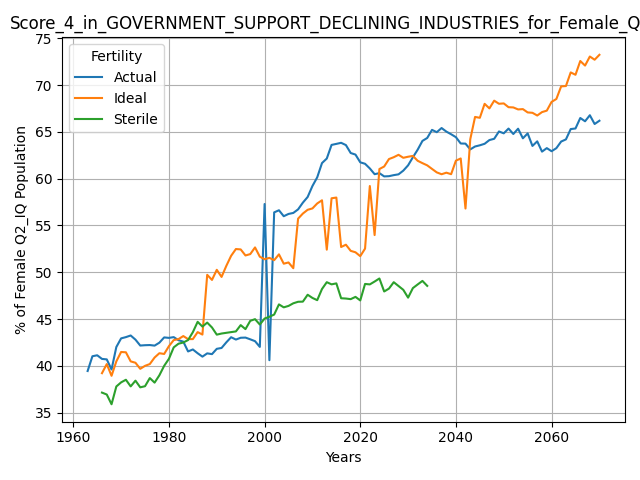 Score_4_in_GOVERNMENT_SUPPORT_DECLINING_INDUSTRIES_for_Female_Q
75
70
65
60
55
50
45
40
35
% of Female Q2_IQ Population
Fertility
Actual
Ideal
Sterile
1960 1980 2000 2020 2040 2060
Years